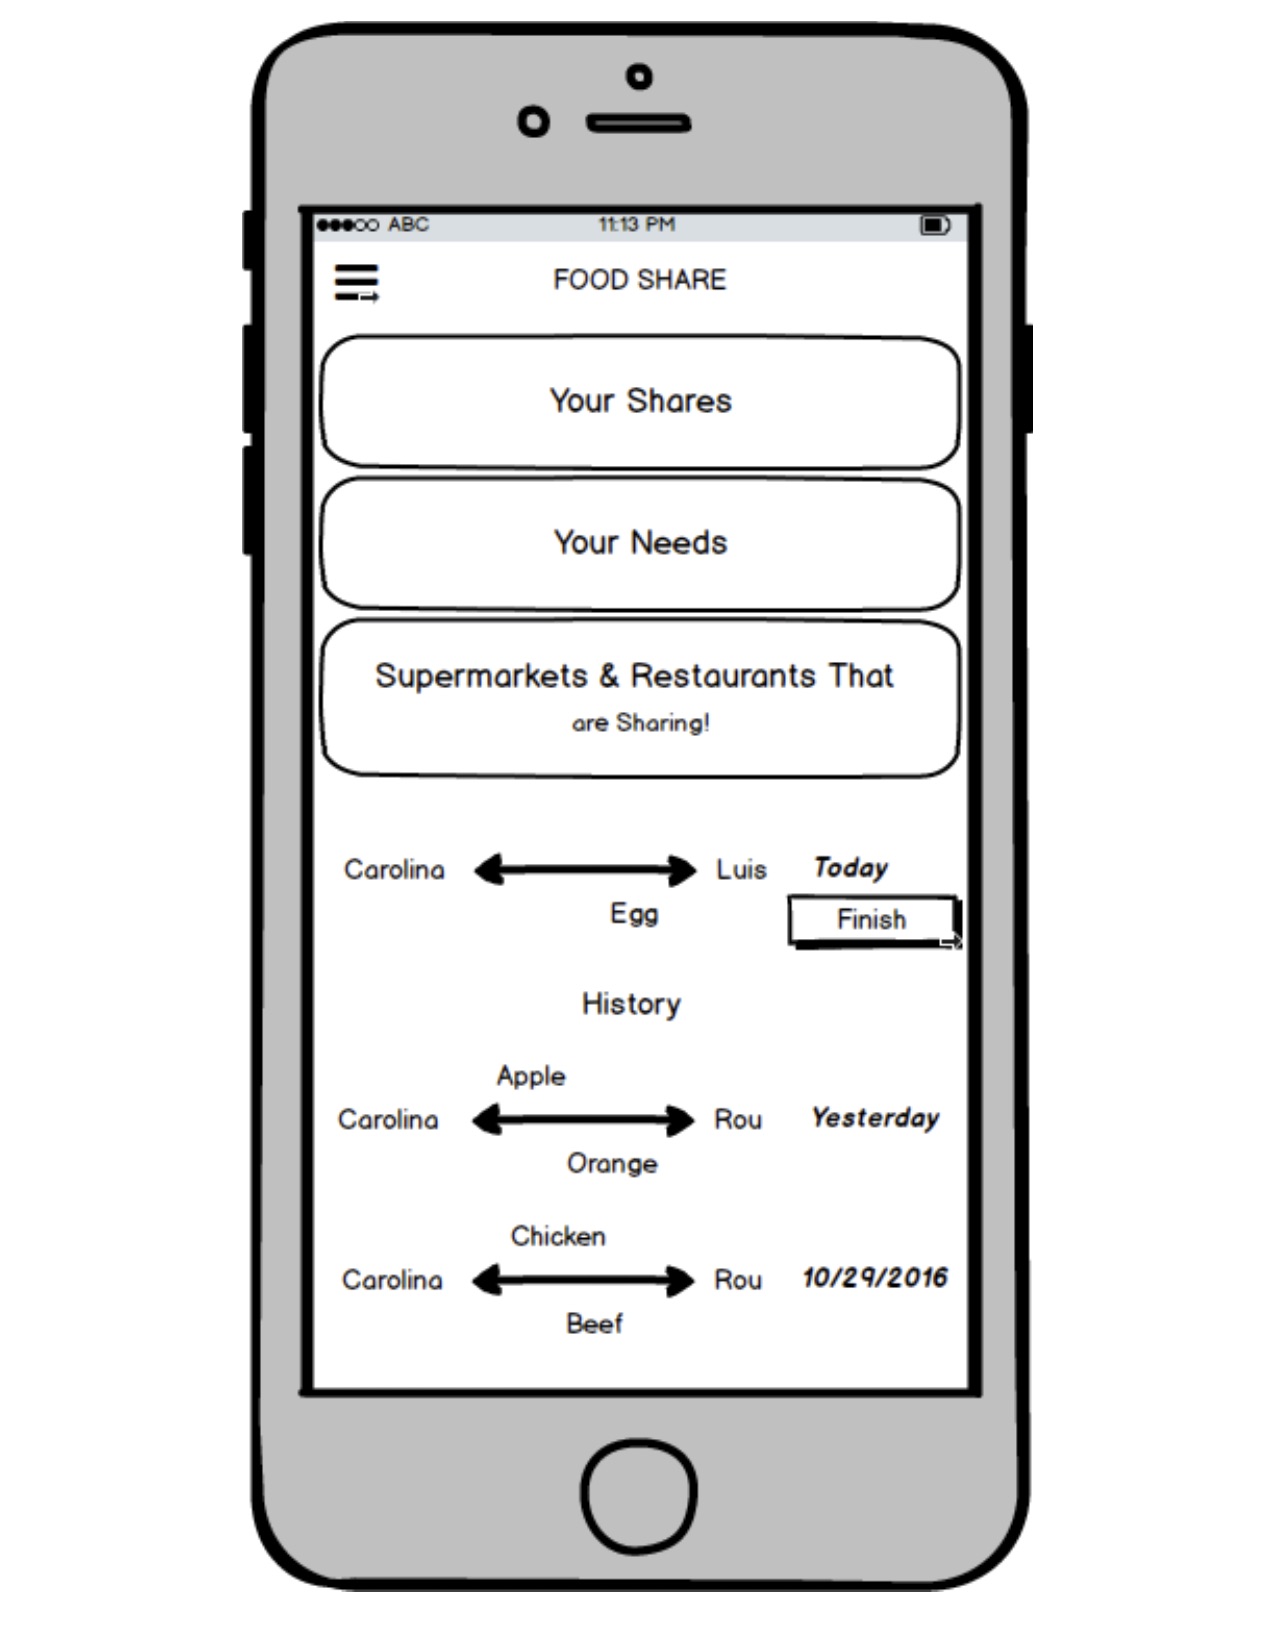 ABC 11:13 PM
FOOD SHARE
Your Shares
Your Needs
Supermarkets & Restaurants That
are Sharing!
Carolina Luis Today
Egg Finish
History
Apple
Carolina Rou Yesterday
Orange
Chicken
Carolina Rou 10/29/2016
Beef